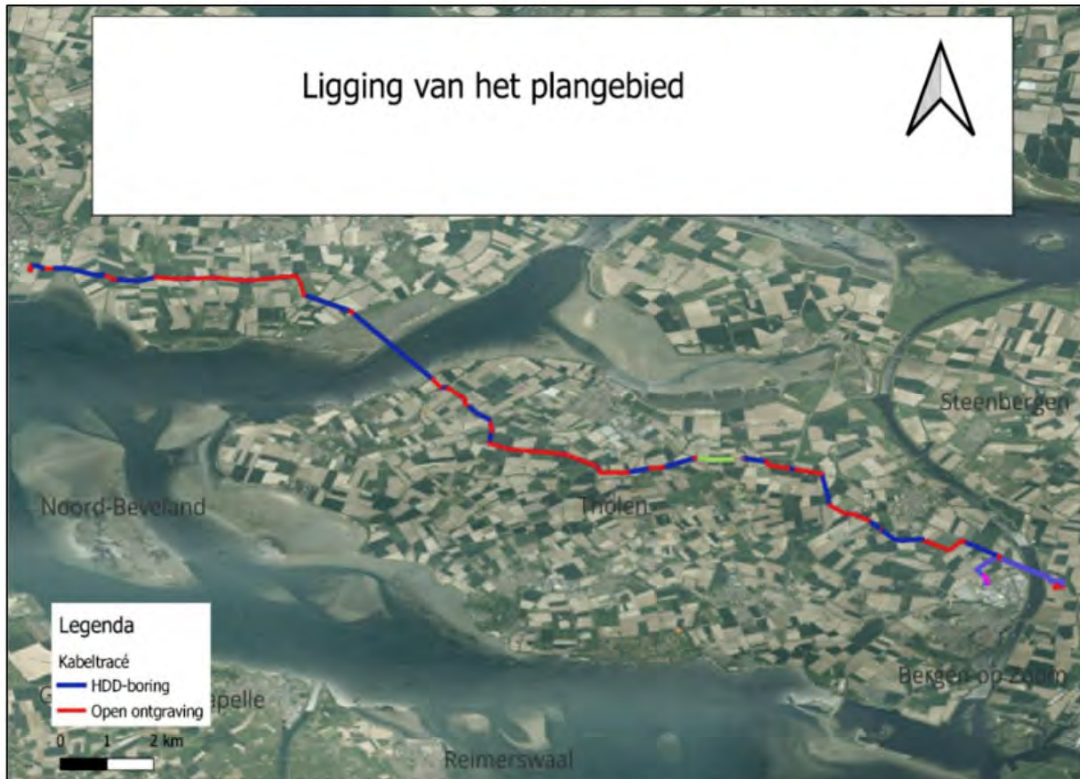 Ligging van het plangebied
Steenbergen
Noord-Beveland
Tholen
Bergen op Zoom
Legenda
Kabeltracé
HDD-boring
Open ontgraving
apelle
0 1 2 km
Reimerswaal